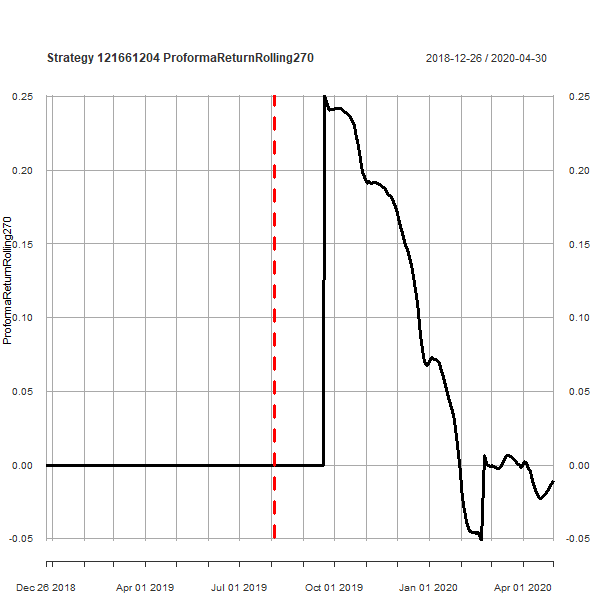 Strategy 121661204 ProformaReturnRolling270
2018-12-26 / 2020-04-30
ProformaReturnRolling270
0.25 0.25
0.20 0.20
0.15 0.15
0.10 0.10
0.05 0.05
0.00 0.00
-0.05 -0.05
Dec 26 2018 Apr 01 2019 Jul 01 2019 Oct 01 2019 Jan 01 2020 Apr 01 2020